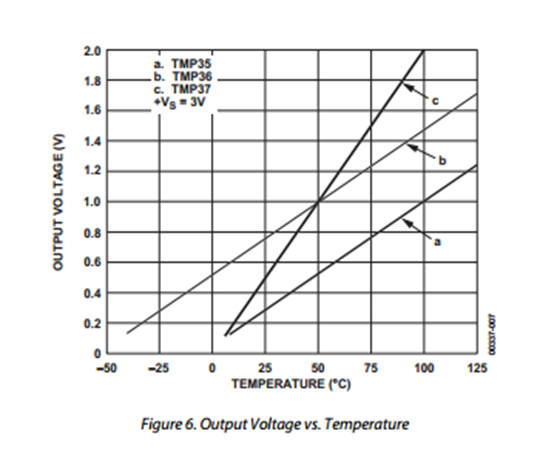 a. TMP35
b. TMP36
c. TMP37
+VS = 3V
OUTPUT VOLTAGE (V)
2.0
1.8
1.6
1.4
1.2
1.0
0.8
0.6
0.4
0.2
0
c
b
a
–50 –25 0 25 50 75 100 125
TEMPERATURE (°C)
00337-007
Figure 6. Output Voltage vs. Temperature